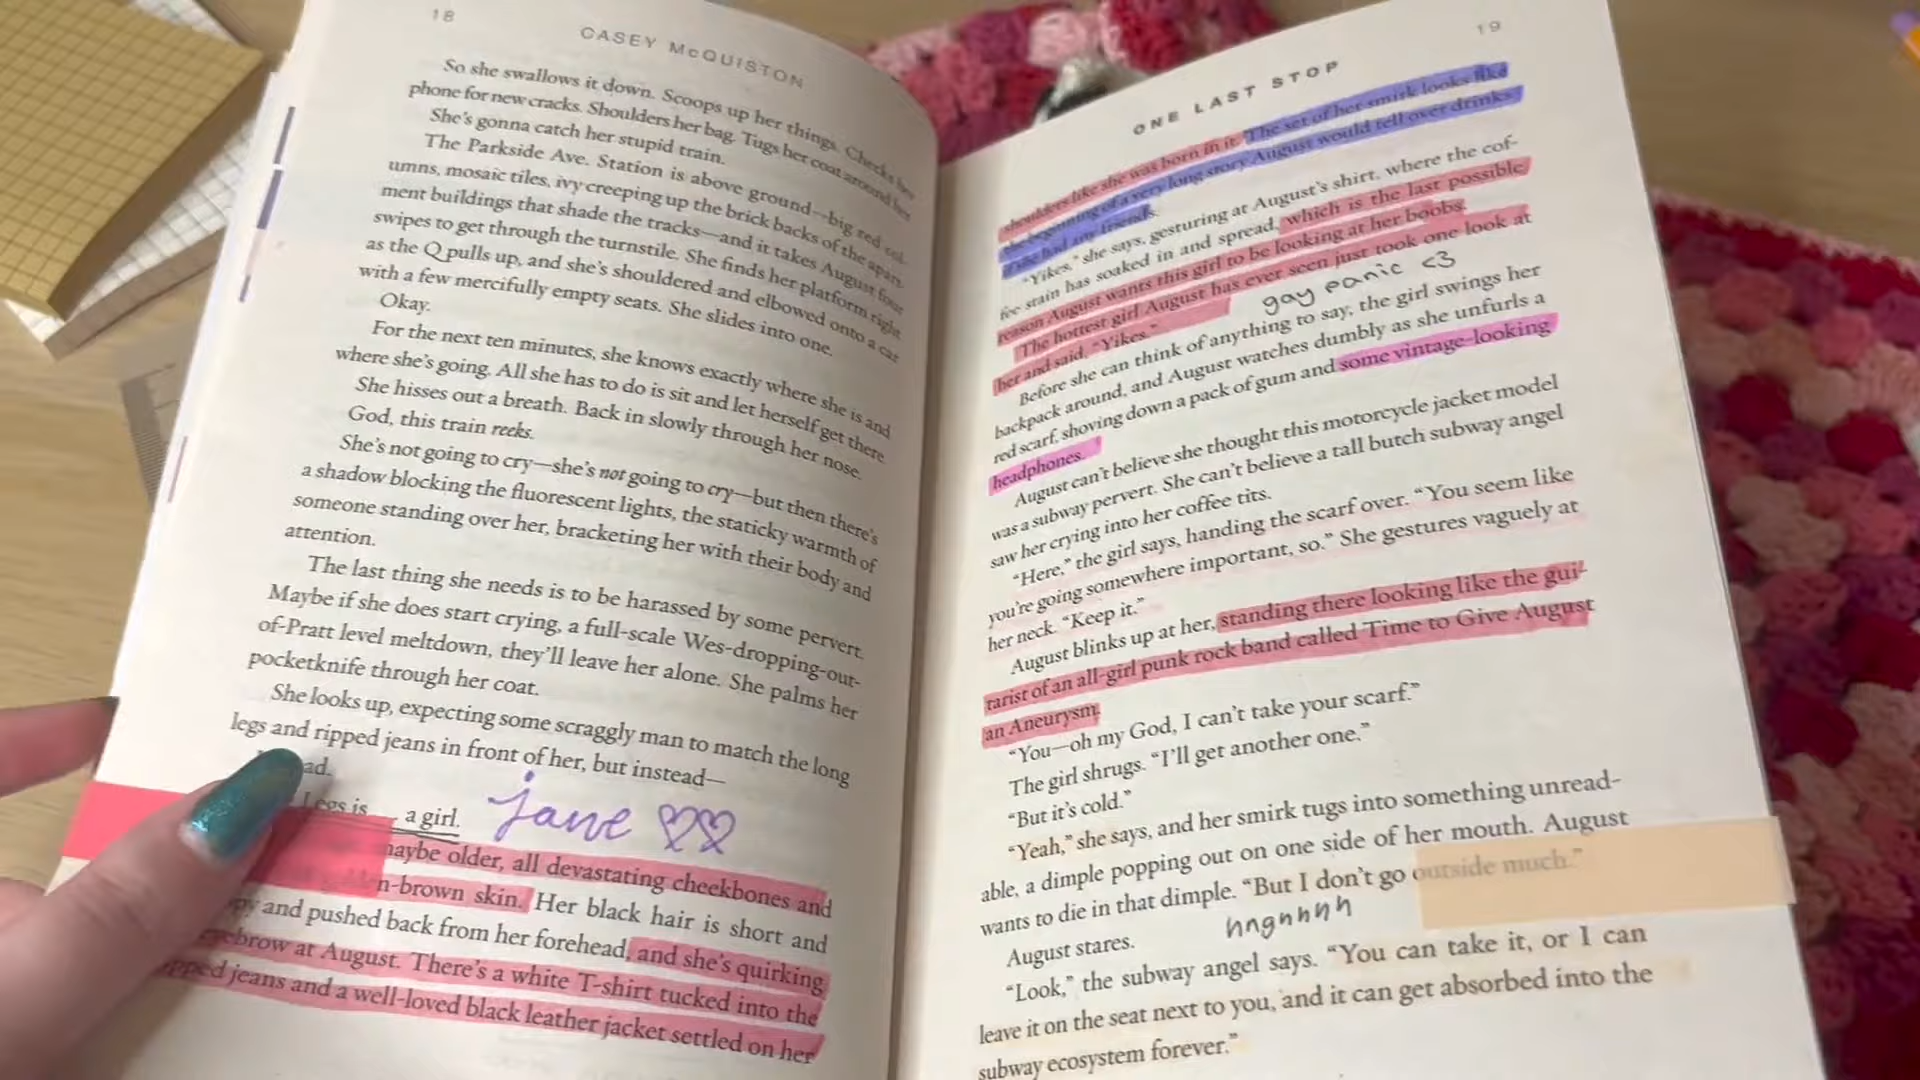 18
CASEY McQUISTON
So she swallows it down. Scoops up her things. Checks her
phone for new cracks. Shoulders her bag. Tugs her coat around her
She's gonna catch her stupid train.
The Parkside Ave. Station is above ground—big red col-
umns, mosaic tiles, ivy creeping up the brick backs of the apart-
ment buildings that shade the tracks—and it takes August four
swipes to get through the turnstile. She finds her platform right
as the Q pulls up, and she's shouldered and elbowed onto a car
with a few mercifully empty seats. She slides into one.
Okay.
For the next ten minutes, she knows exactly where she is and
where she's going. All she has to do is sit and let herself get there
She hisses out a breath. Back in slowly through her nose.
God, this train reeks.
She's not going to cry—she's not going to cry—but then there's
a shadow blocking the fluorescent lights, the staticky warmth of
someone standing over her, bracketing her with their body and
attention.
The last thing she needs is to be harassed by some pervert.
Maybe if she does start crying, a full-scale Wes-dropping-out-
of-Pratt level meltdown, they'll leave her alone. She palms her
pocketknife through her coat.
She looks up, expecting some scraggly man to match the long
legs and ripped jeans in front of her, but instead—
ad.
Legs is a girl.
jane
maybe older, all devastating cheekbones and
n-brown skin. Her black hair is short and
py and pushed back from her forehead, and she's quirking
eyebrow at August. There's a white T-shirt tucked into the
ripped jeans and a well-loved black leather jacket settled on her
19
ONE LAST STOP
shoulders like she was born in it. The set of her smirk looks like
the beginning of a very long story August would tell over drinks
if she had any friends.
"Yikes," she says, gesturing at August's shirt, where the cof-
fee stain has soaked in and spread, which is the last possible
reason August wants this girl to be looking at her boobs.
The hottest girl August has ever seen just took one look at
her and said, "Yikes."
gay panic <3
Before she can think of anything to say, the girl swings her
backpack around, and August watches dumbly as she unfurls a
red scarf, shoving down a pack of gum and some vintage-looking
headphones.
August can't believe she thought this motorcycle jacket model
was a subway pervert. She can't believe a tall butch subway angel
saw her crying into her coffee tits.
"Here," the girl says, handing the scarf over. "You seem like
you're going somewhere important, so." She gestures vaguely at
her neck. "Keep it."
August blinks up at her, standing there looking like the gui-
tarist of an all-girl punk rock band called Time to Give August
an Aneurysm.
"You—oh my God, I can't take your scarf."
The girl shrugs. "I'll get another one."
"But it's cold."
"Yeah," she says, and her smirk tugs into something unread-
able, a dimple popping out on one side of her mouth. August
wants to die in that dimple. "But I don't go outside much."
August stares.
hngnhnh
"Look," the subway angel says. "You can take it, or I can
leave it on the seat next to you, and it can get absorbed into the
subway ecosystem forever."